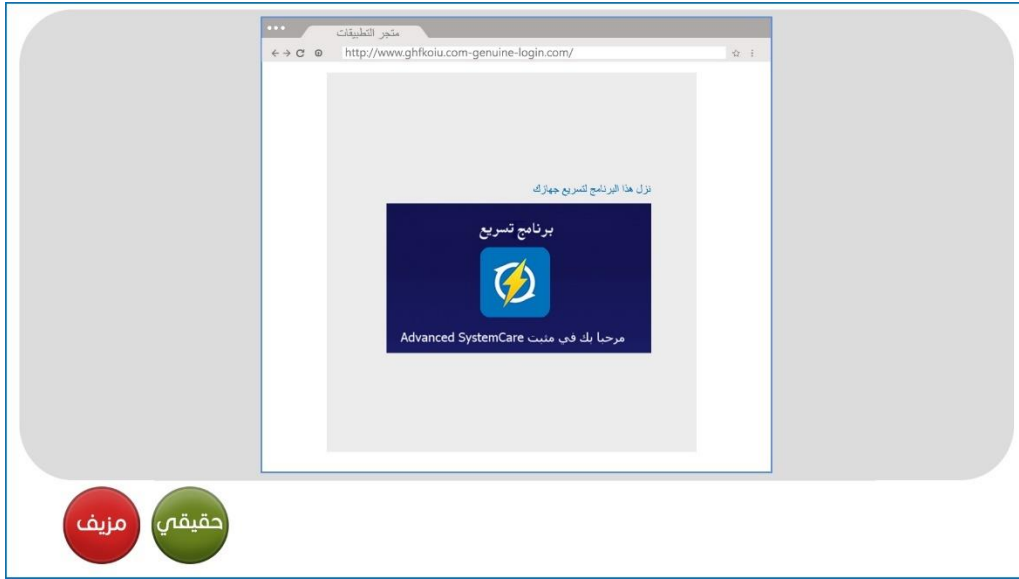 متجر التطبيقات
http://www.ghfkoiu.com-genuine-login.com/
نزل هذا البرنامج لتسريع جهازك
برنامج تسريع
مرحبا بك في مثبت Advanced SystemCare
حقيقي
مزيف